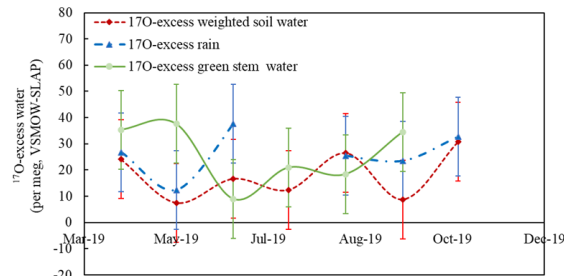 80
70
60
50
40
30
20
10
0
-10
-20
17O-excess weighted soil water
17O-excess rain
17O-excess green stem water
¹⁷O-excess water
(per meg, VSMOW-SLAP)
Mar-19 May-19 Jul-19 Aug-19 Oct-19 Dec-19